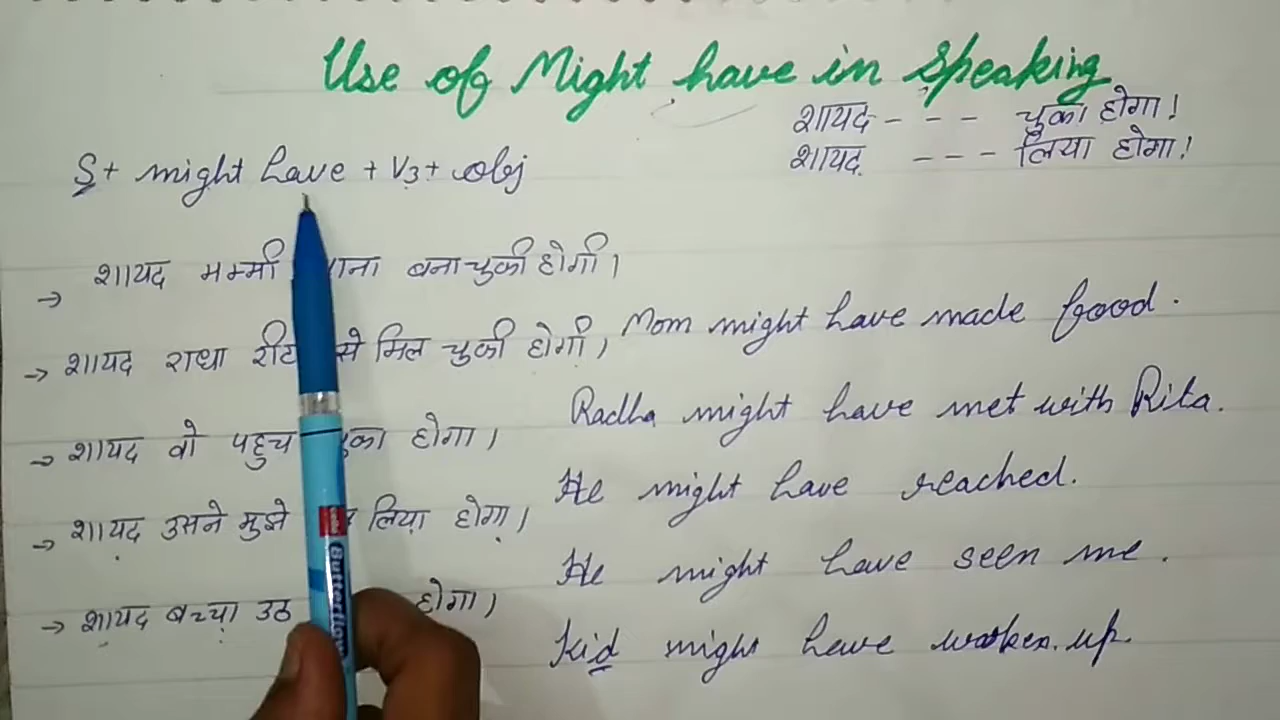 Use of Might have in Speaking
शायद - - - चुका होगा!
शायद - - - लिया होगा!
S + might have + V3 + obj
→ शायद मम्मी बना चुकी होगी।
Mom might have made food.
→ शायद राधा से मिल चुकी होगी।
Radha might have met with Rita.
→ शायद वो पहुच होगा।
He might have reached.
→ शायद उसने मुझे लिया होगा।
He might have seen me.
→ शायद बच्चा उठ होगा।
Kid might have woken up.
Butterflow